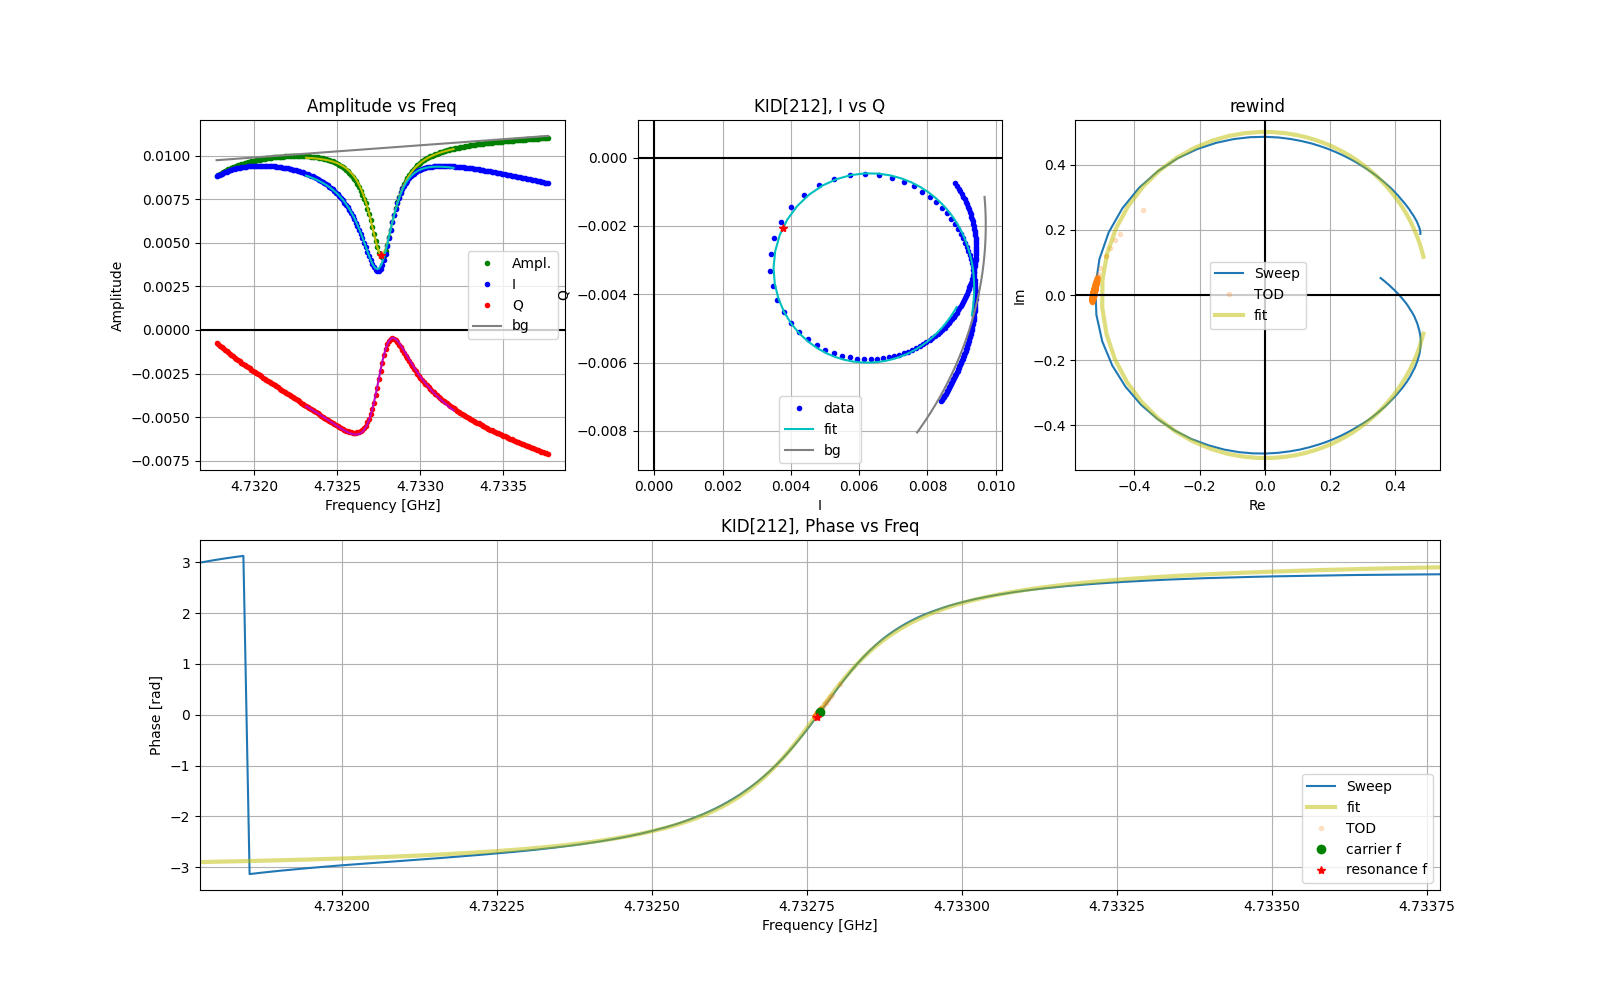 Amplitude vs Freq
Amplitude
0.0100
0.0075
0.0050
0.0025
0.0000
−0.0025
−0.0050
−0.0075
4.7320
4.7325
4.7330
4.7335
Frequency [GHz]
Ampl.
I
Q
bg
KID[212], I vs Q
Q
0.000
−0.002
−0.004
−0.006
−0.008
0.000
0.002
0.004
0.006
0.008
0.010
I
data
fit
bg
rewind
Im
0.4
0.2
0.0
−0.2
−0.4
−0.4
−0.2
0.0
0.2
0.4
Re
Sweep
TOD
fit
KID[212], Phase vs Freq
Phase [rad]
3
2
1
0
−1
−2
−3
4.73200
4.73225
4.73250
4.73275
4.73300
4.73325
4.73350
4.73375
Frequency [GHz]
Sweep
fit
TOD
carrier f
resonance f